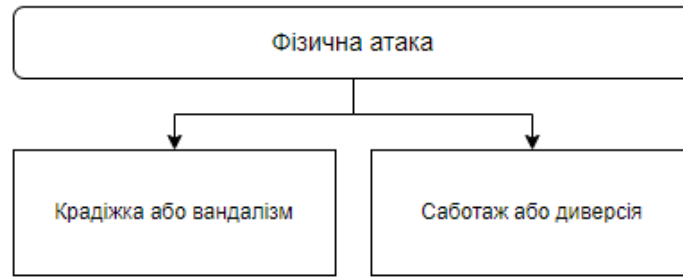 Фізична атака
Крадіжка або вандалізм
Саботаж або диверсія